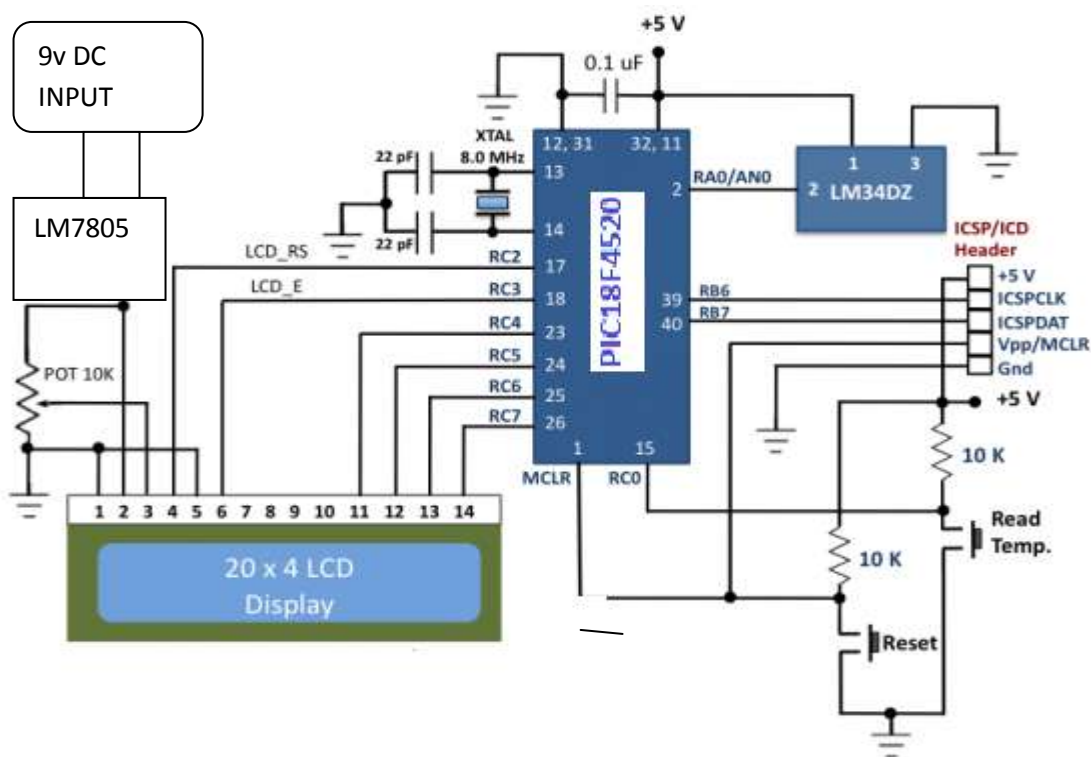 9v DC
INPUT
LM7805
+5 V
0.1 uF
XTAL
8.0 MHz
22 pF
22 pF
12, 31
32, 11
13
14
17
18
23
24
25
26
1
15
2
39
40
PIC18F4520
RA0/AN0
1
3
2
LM34DZ
LCD_RS
LCD_E
RC2
RC3
RC4
RC5
RC6
RC7
RB6
RB7
MCLR
RC0
ICSP/ICD
Header
+5 V
ICSPCLK
ICSPDAT
Vpp/MCLR
Gnd
+5 V
10 K
Read
Temp.
10 K
Reset
POT 10K
1 2 3 4 5 6 7 8 9 10 11 12 13 14
20 x 4 LCD
Display